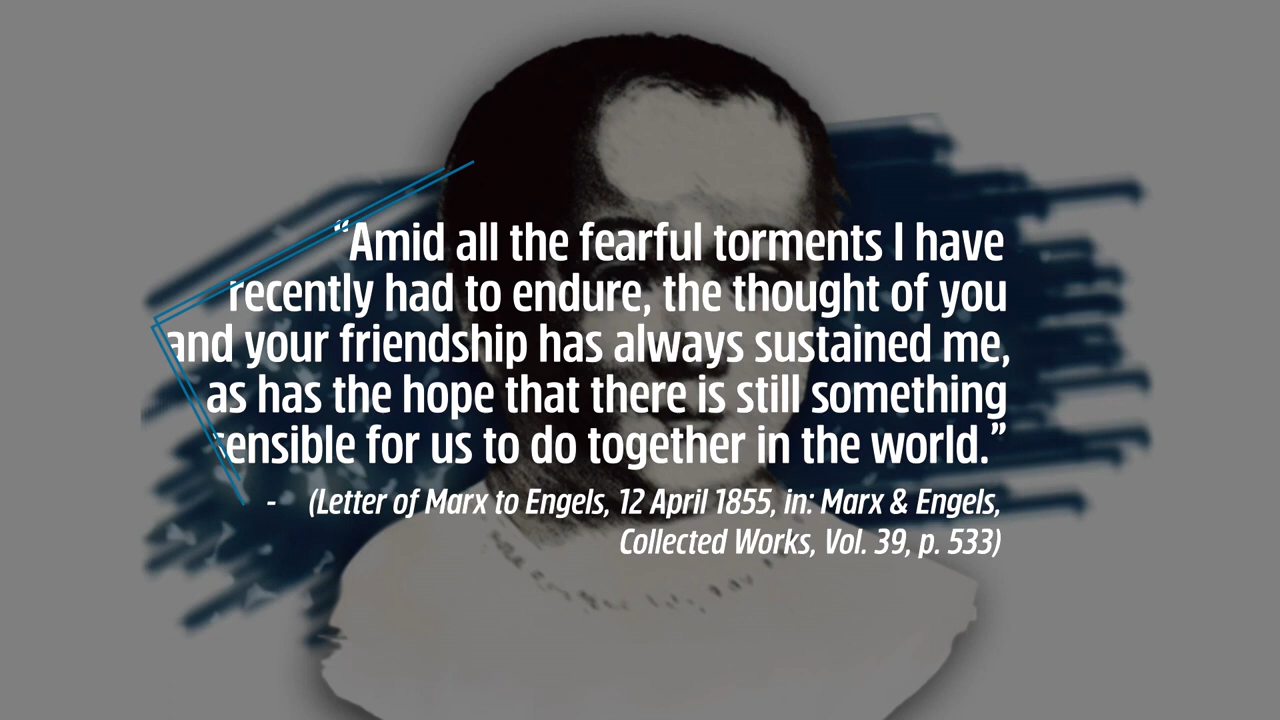 “Amid all the fearful torments I have
recently had to endure, the thought of you
and your friendship has always sustained me,
as has the hope that there is still something
sensible for us to do together in the world.”
- (Letter of Marx to Engels, 12 April 1855, in: Marx & Engels,
Collected Works, Vol. 39, p. 533)